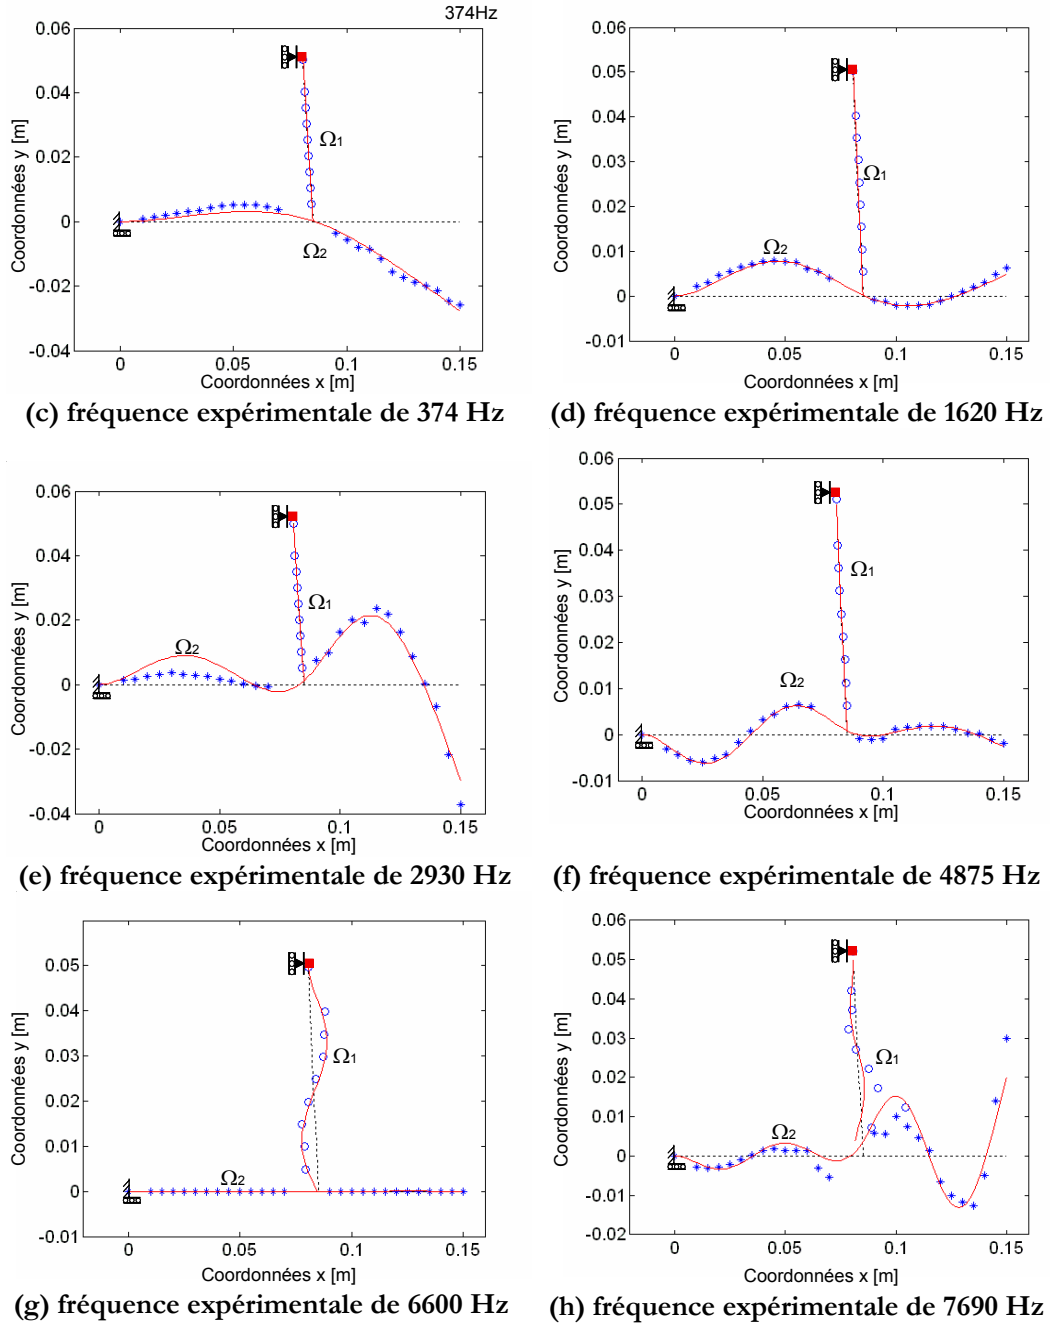 374Hz
0.06
0.04
0.02
0
-0.02
-0.04
Coordonnées y [m]
Ω1
Ω2
0
0.05
0.1
0.15
Coordonnées x [m]
(c) fréquence expérimentale de 374 Hz
0.06
0.05
0.04
0.03
0.02
0.01
0
-0.01
Coordonnées y [m]
Ω1
Ω2
0
0.05
0.1
0.15
Coordonnées x [m]
(d) fréquence expérimentale de 1620 Hz
0.06
0.04
0.02
0
-0.02
-0.04
Coordonnées y [m]
Ω1
Ω2
0
0.05
0.1
0.15
Coordonnées x [m]
(e) fréquence expérimentale de 2930 Hz
0.06
0.05
0.04
0.03
0.02
0.01
0
-0.01
Coordonnées y [m]
Ω1
Ω2
0
0.05
0.1
0.15
Coordonnées x [m]
(f) fréquence expérimentale de 4875 Hz
0.05
0.04
0.03
0.02
0.01
0
-0.01
Coordonnées y [m]
Ω1
Ω2
0
0.05
0.1
0.15
Coordonnées x [m]
(g) fréquence expérimentale de 6600 Hz
0.06
0.05
0.04
0.03
0.02
0.01
0
-0.01
-0.02
Coordonnées y [m]
Ω1
Ω2
0
0.05
0.1
0.15
Coordonnées x [m]
(h) fréquence expérimentale de 7690 Hz